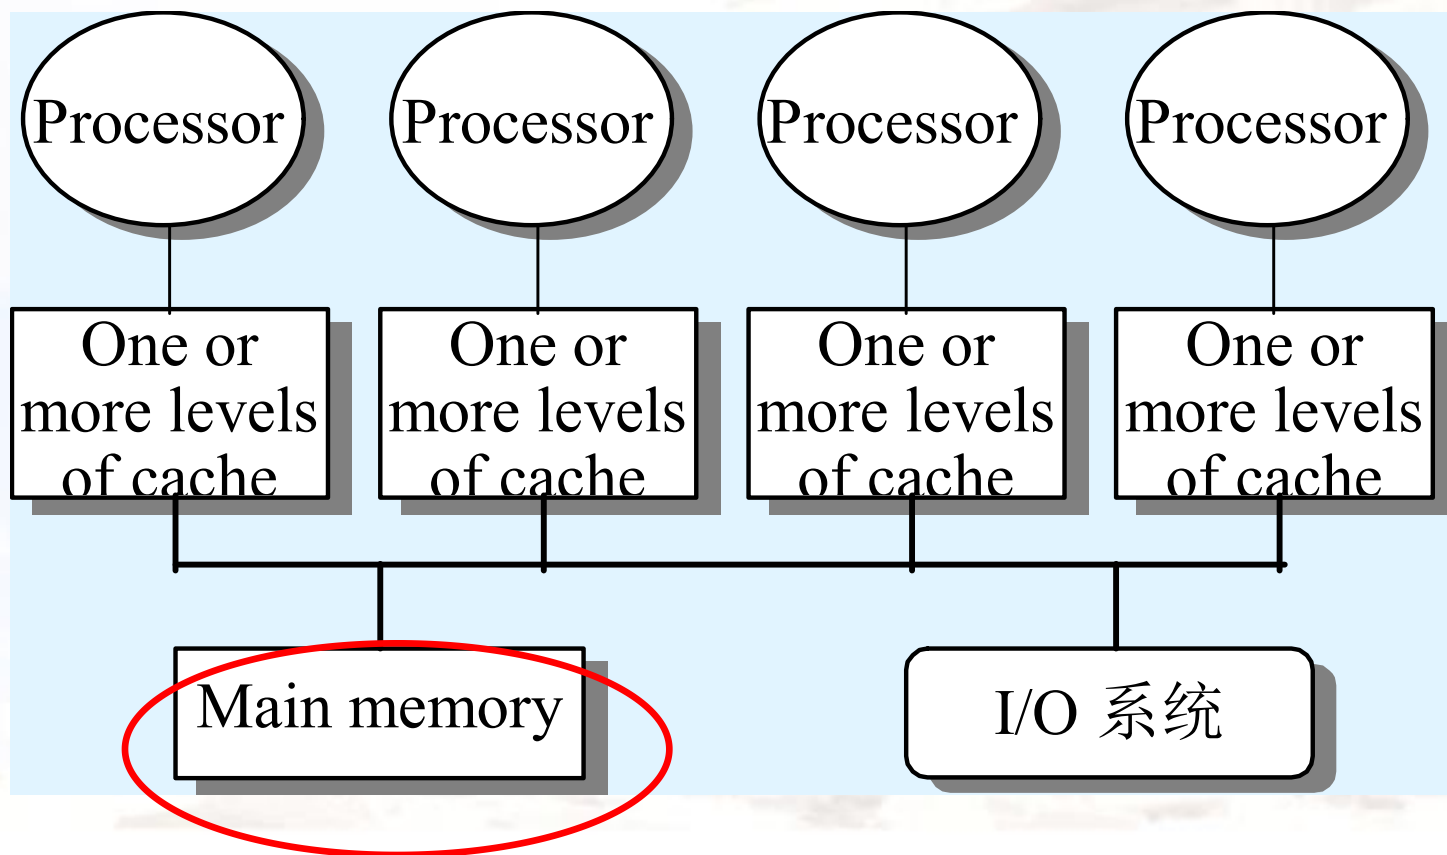 Processor
Processor
Processor
Processor
One or
more levels
of cache
One or
more levels
of cache
One or
more levels
of cache
One or
more levels
of cache
Main memory
I/O 系统